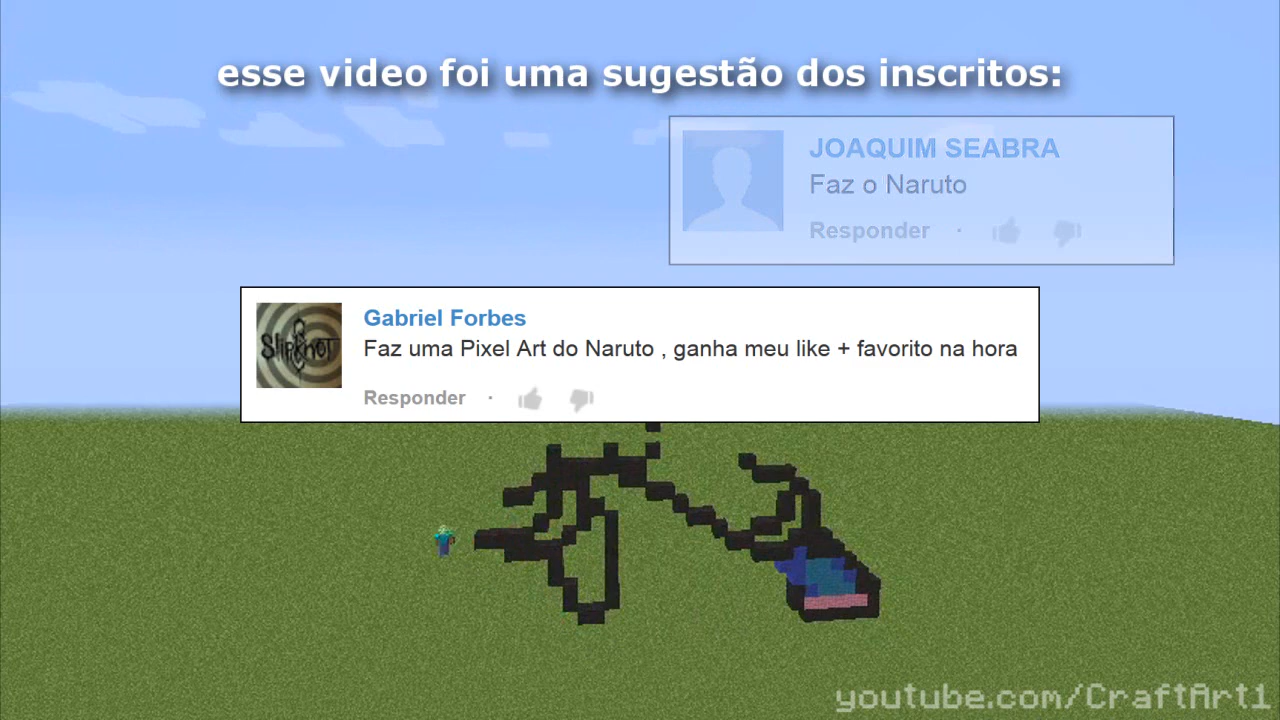 esse video foi uma sugestão dos inscritos:
JOAQUIM SEABRA
Faz o Naruto
Responder ·
Slipknot
Gabriel Forbes
Faz uma Pixel Art do Naruto , ganha meu like + favorito na hora
Responder ·
youtube.com/CraftArt1